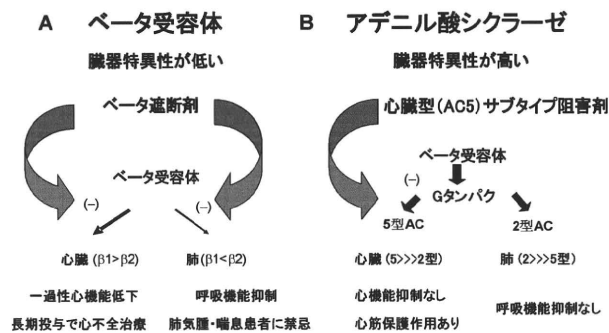 A ベータ受容体
臓器特異性が低い
ベータ遮断剤
ベータ受容体
(−) (−)
心臓 (β1>β2) 肺(β1<β2)
一過性心機能低下 呼吸機能抑制
長期投与で心不全治療 肺気腫・喘息患者に禁忌
B アデニル酸シクラーゼ
臓器特異性が高い
心臓型(AC5)サブタイプ阻害剤
ベータ受容体
(−)
Gタンパク
5型AC 2型AC
心臓 (5>>>2型) 肺 (2>>>5型)
心機能抑制なし
心筋保護作用あり
呼吸機能抑制なし